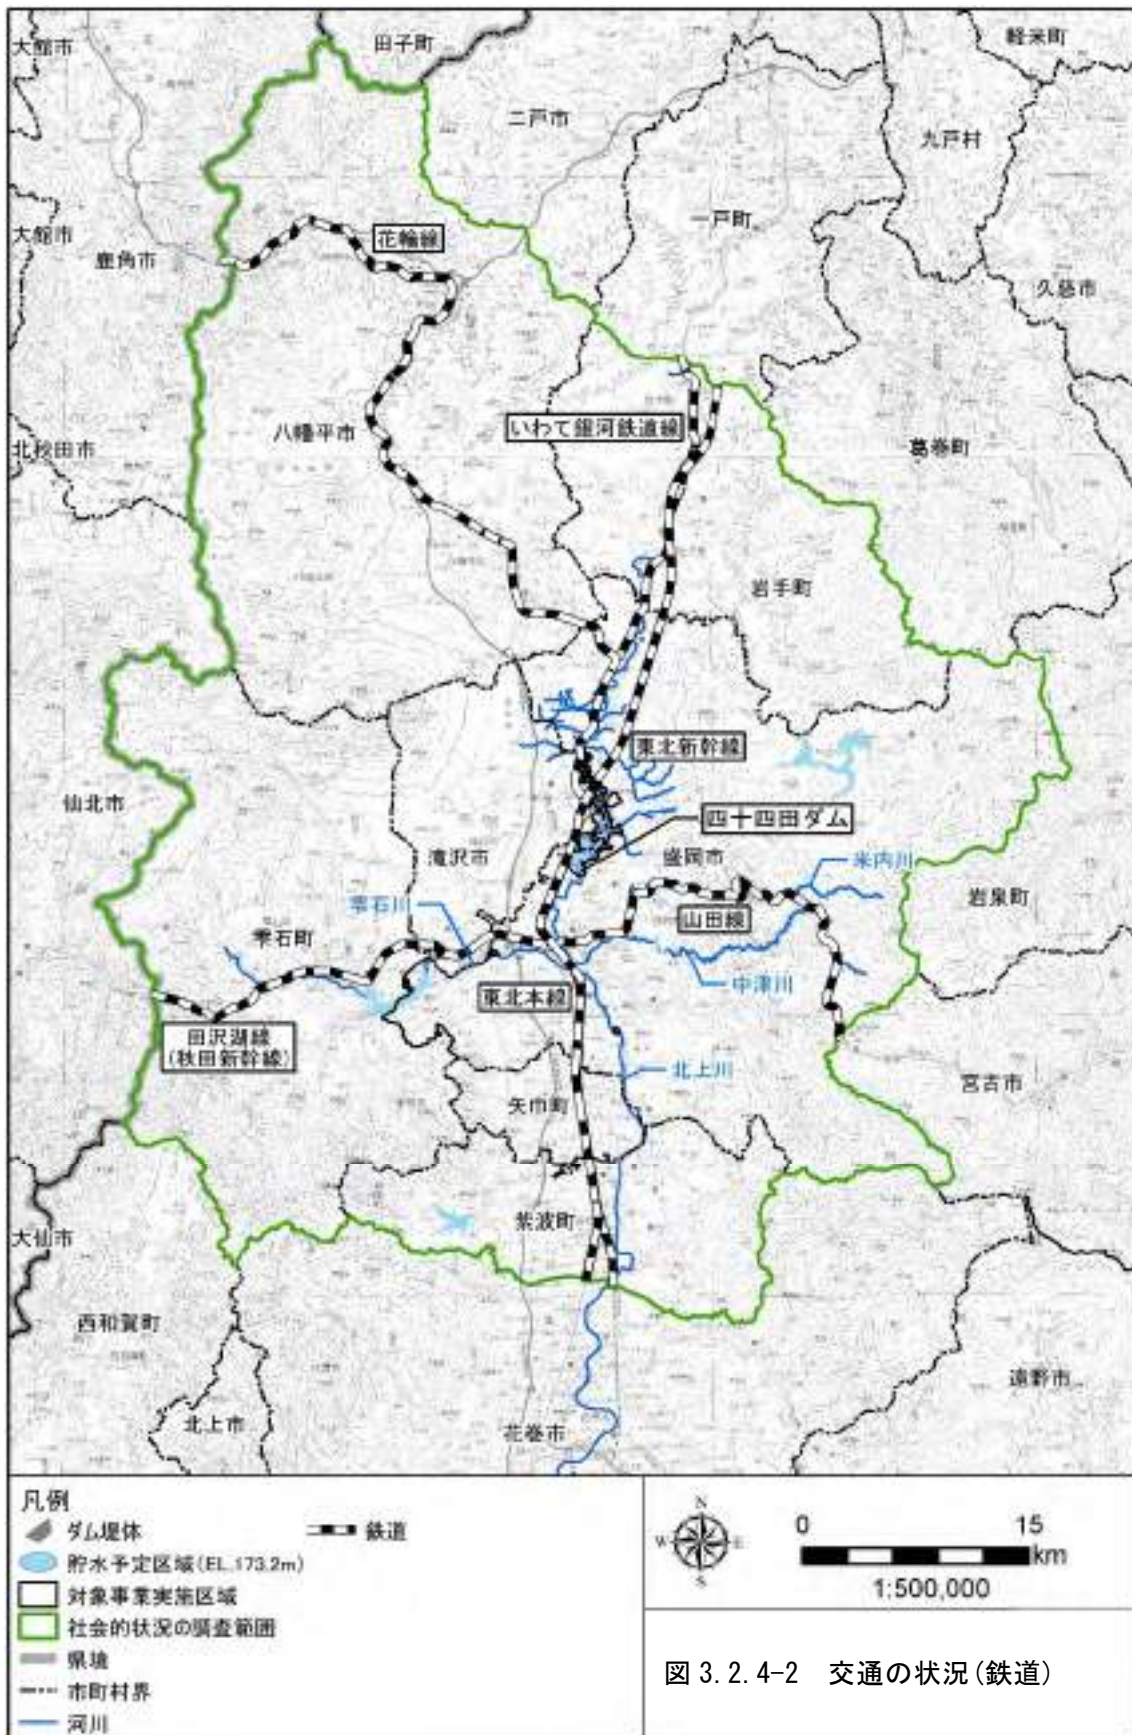 大館市
田子町
軽米町
二戸市
九戸村
大館市
鹿角市
花輪線
一戸町
久慈市
北秋田市
八幡平市
いわて銀河鉄道線
葛巻町
岩手町
仙北市
東北新幹線
四十四田ダム
滝沢市
盛岡市
米内川
雫石川
山田線
岩泉町
雫石町
東北本線
中津川
田沢湖線
(秋田新幹線)
北上川
矢巾町
宮古市
紫波町
大仙市
西和賀町
北上市
花巻市
遠野市
凡例
ダム堤体
鉄道
貯水予定区域(EL.173.2m)
対象事業実施区域
社会的状況の調査範囲
県境
市町村界
河川
N
W
E
S
0 15
km
1:500,000
図 3.2.4-2 交通の状況(鉄道)